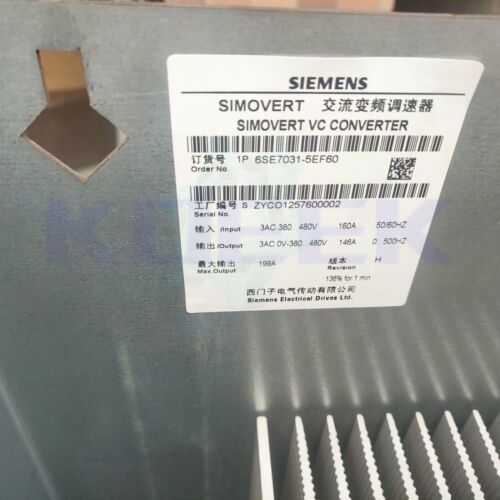 SIEMENS
SIMOVERT 交流变频调速器
SIMOVERT VC CONVERTER
订货号 1P 6SE7031-5EF60
Order No.
工厂编号 S ZYCO1257600002
Serial No.
输入 /Input 3AC 380 480V 160A 50/60HZ
输出 /Output 3AC 0V-380 480V 146A 0...500HZ
最大输出 199A 版本 H
Max.Output Revision
136% for 1 min
西门子电气传动有限公司
Siemens Electrical Drives Ltd.